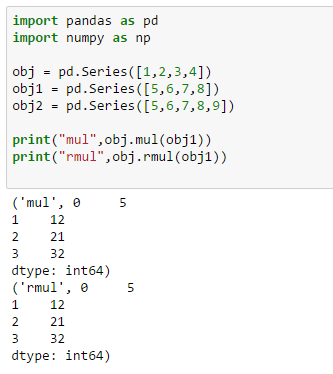 import pandas as pd
import numpy as np
obj = pd.Series([1,2,3,4])
obj1 = pd.Series([5,6,7,8])
obj2 = pd.Series([5,6,7,8,9])
print("mul",obj.mul(obj1))
print("rmul",obj.rmul(obj1))
('mul', 0     5
1    12
2    21
3    32
dtype: int64)
('rmul', 0     5
1    12
2    21
3    32
dtype: int64)